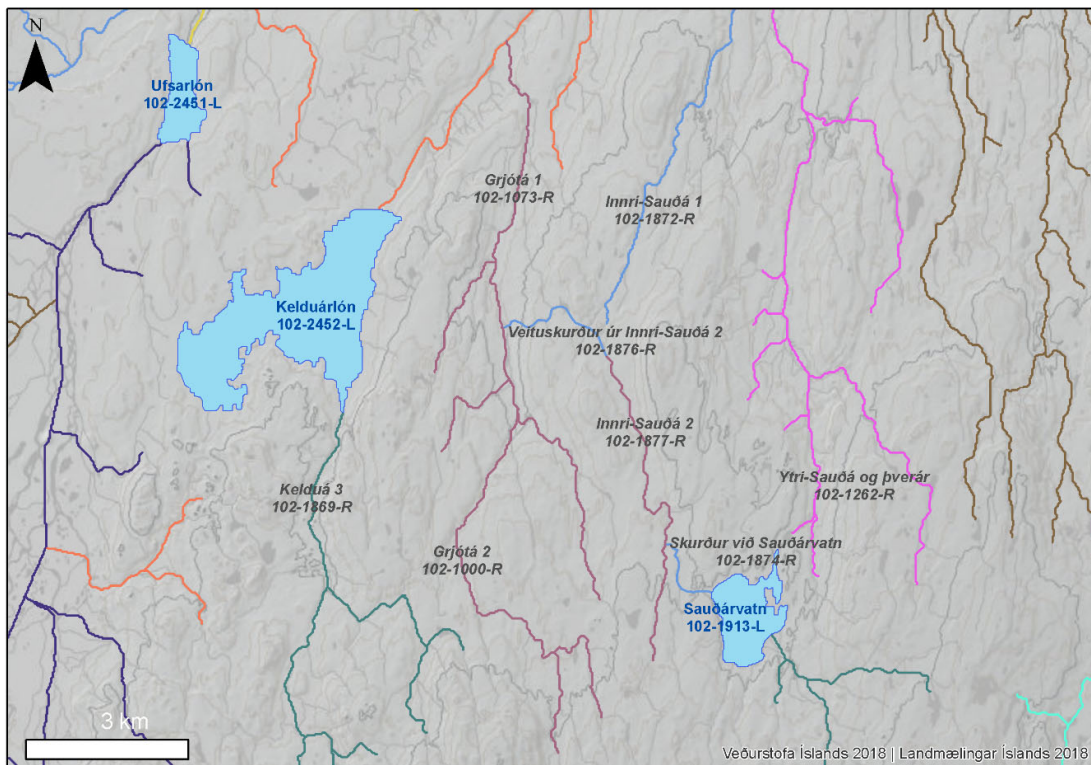 N
Ufsarlón
102-2451-L
Grjótá 1
102-1073-R
Innri-Sauðá 1
102-1872-R
Kelduárlón
102-2452-L
Veituskurður úr Innri-Sauðá 2
102-1876-R
Innri-Sauðá 2
102-1877-R
Ytri-Sauðá og þverár
102-1262-R
Kelduá 3
102-1869-R
Grjótá 2
102-1000-R
Skurður við Sauðárvatn
102-1874-R
Sauðárvatn
102-1913-L
3 km
Veðurstofa Íslands 2018 | Landmælingar Íslands 2018